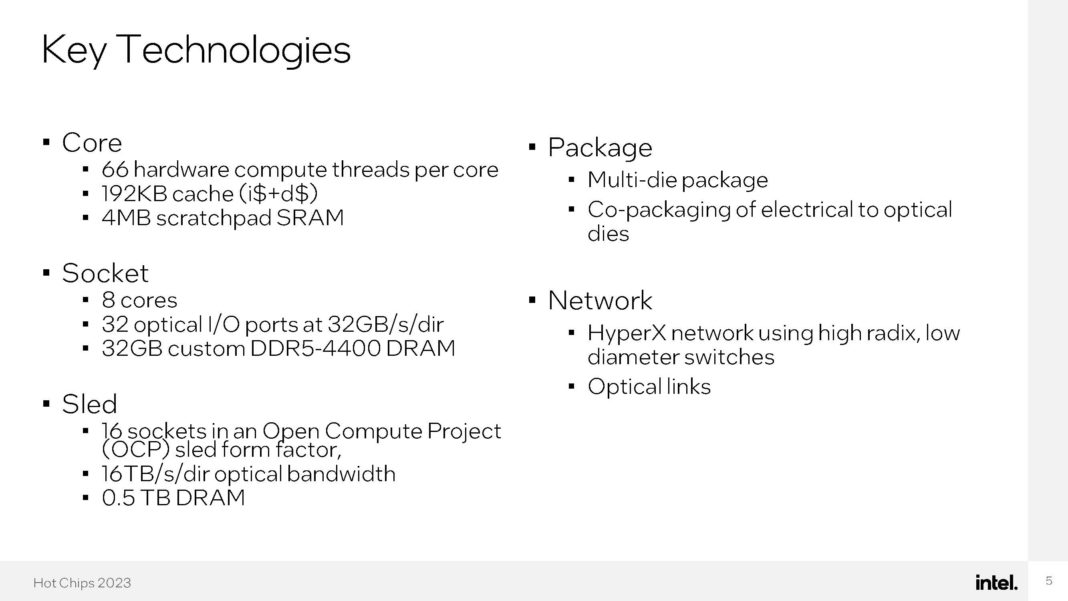 Key Technologies
▪ Core
▪ 66 hardware compute threads per core
▪ 192KB cache (i$+d$)
▪ 4MB scratchpad SRAM
▪ Socket
▪ 8 cores
▪ 32 optical I/O ports at 32GB/s/dir
▪ 32GB custom DDR5-4400 DRAM
▪ Sled
▪ 16 sockets in an Open Compute Project
(OCP) sled form factor,
▪ 16TB/s/dir optical bandwidth
▪ 0.5 TB DRAM
▪ Package
▪ Multi-die package
▪ Co-packaging of electrical to optical
dies
▪ Network
▪ HyperX network using high radix, low
diameter switches
▪ Optical links
Hot Chips 2023
intel.
5